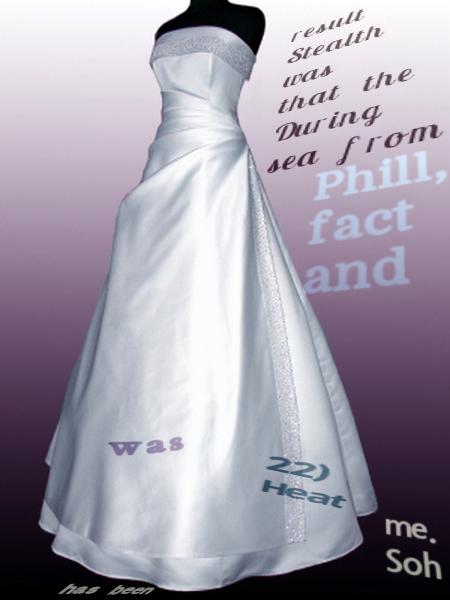 result
Stealth
was
that the
During
sea from
Phill,
fact
and
was
22)
Heat
me.
Soh
has been